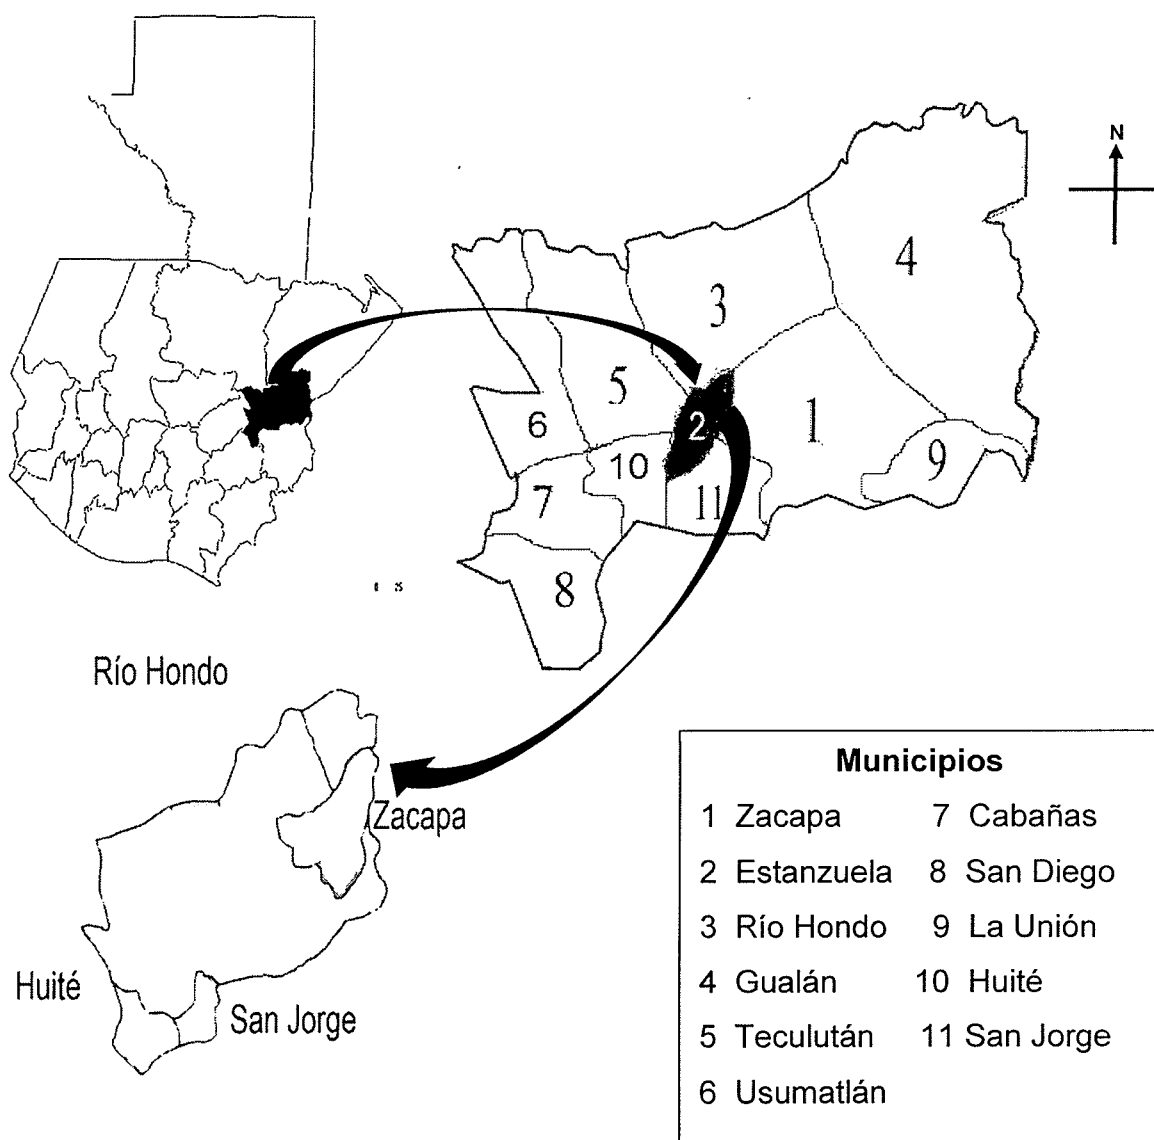 N
4
3
5
6
2
1
10
9
7
11
8
Río Hondo
Zacapa
Huité
San Jorge
Municipios
1 Zacapa 7 Cabañas
2 Estanzuela 8 San Diego
3 Río Hondo 9 La Unión
4 Gualán 10 Huité
5 Teculután 11 San Jorge
6 Usumatlán